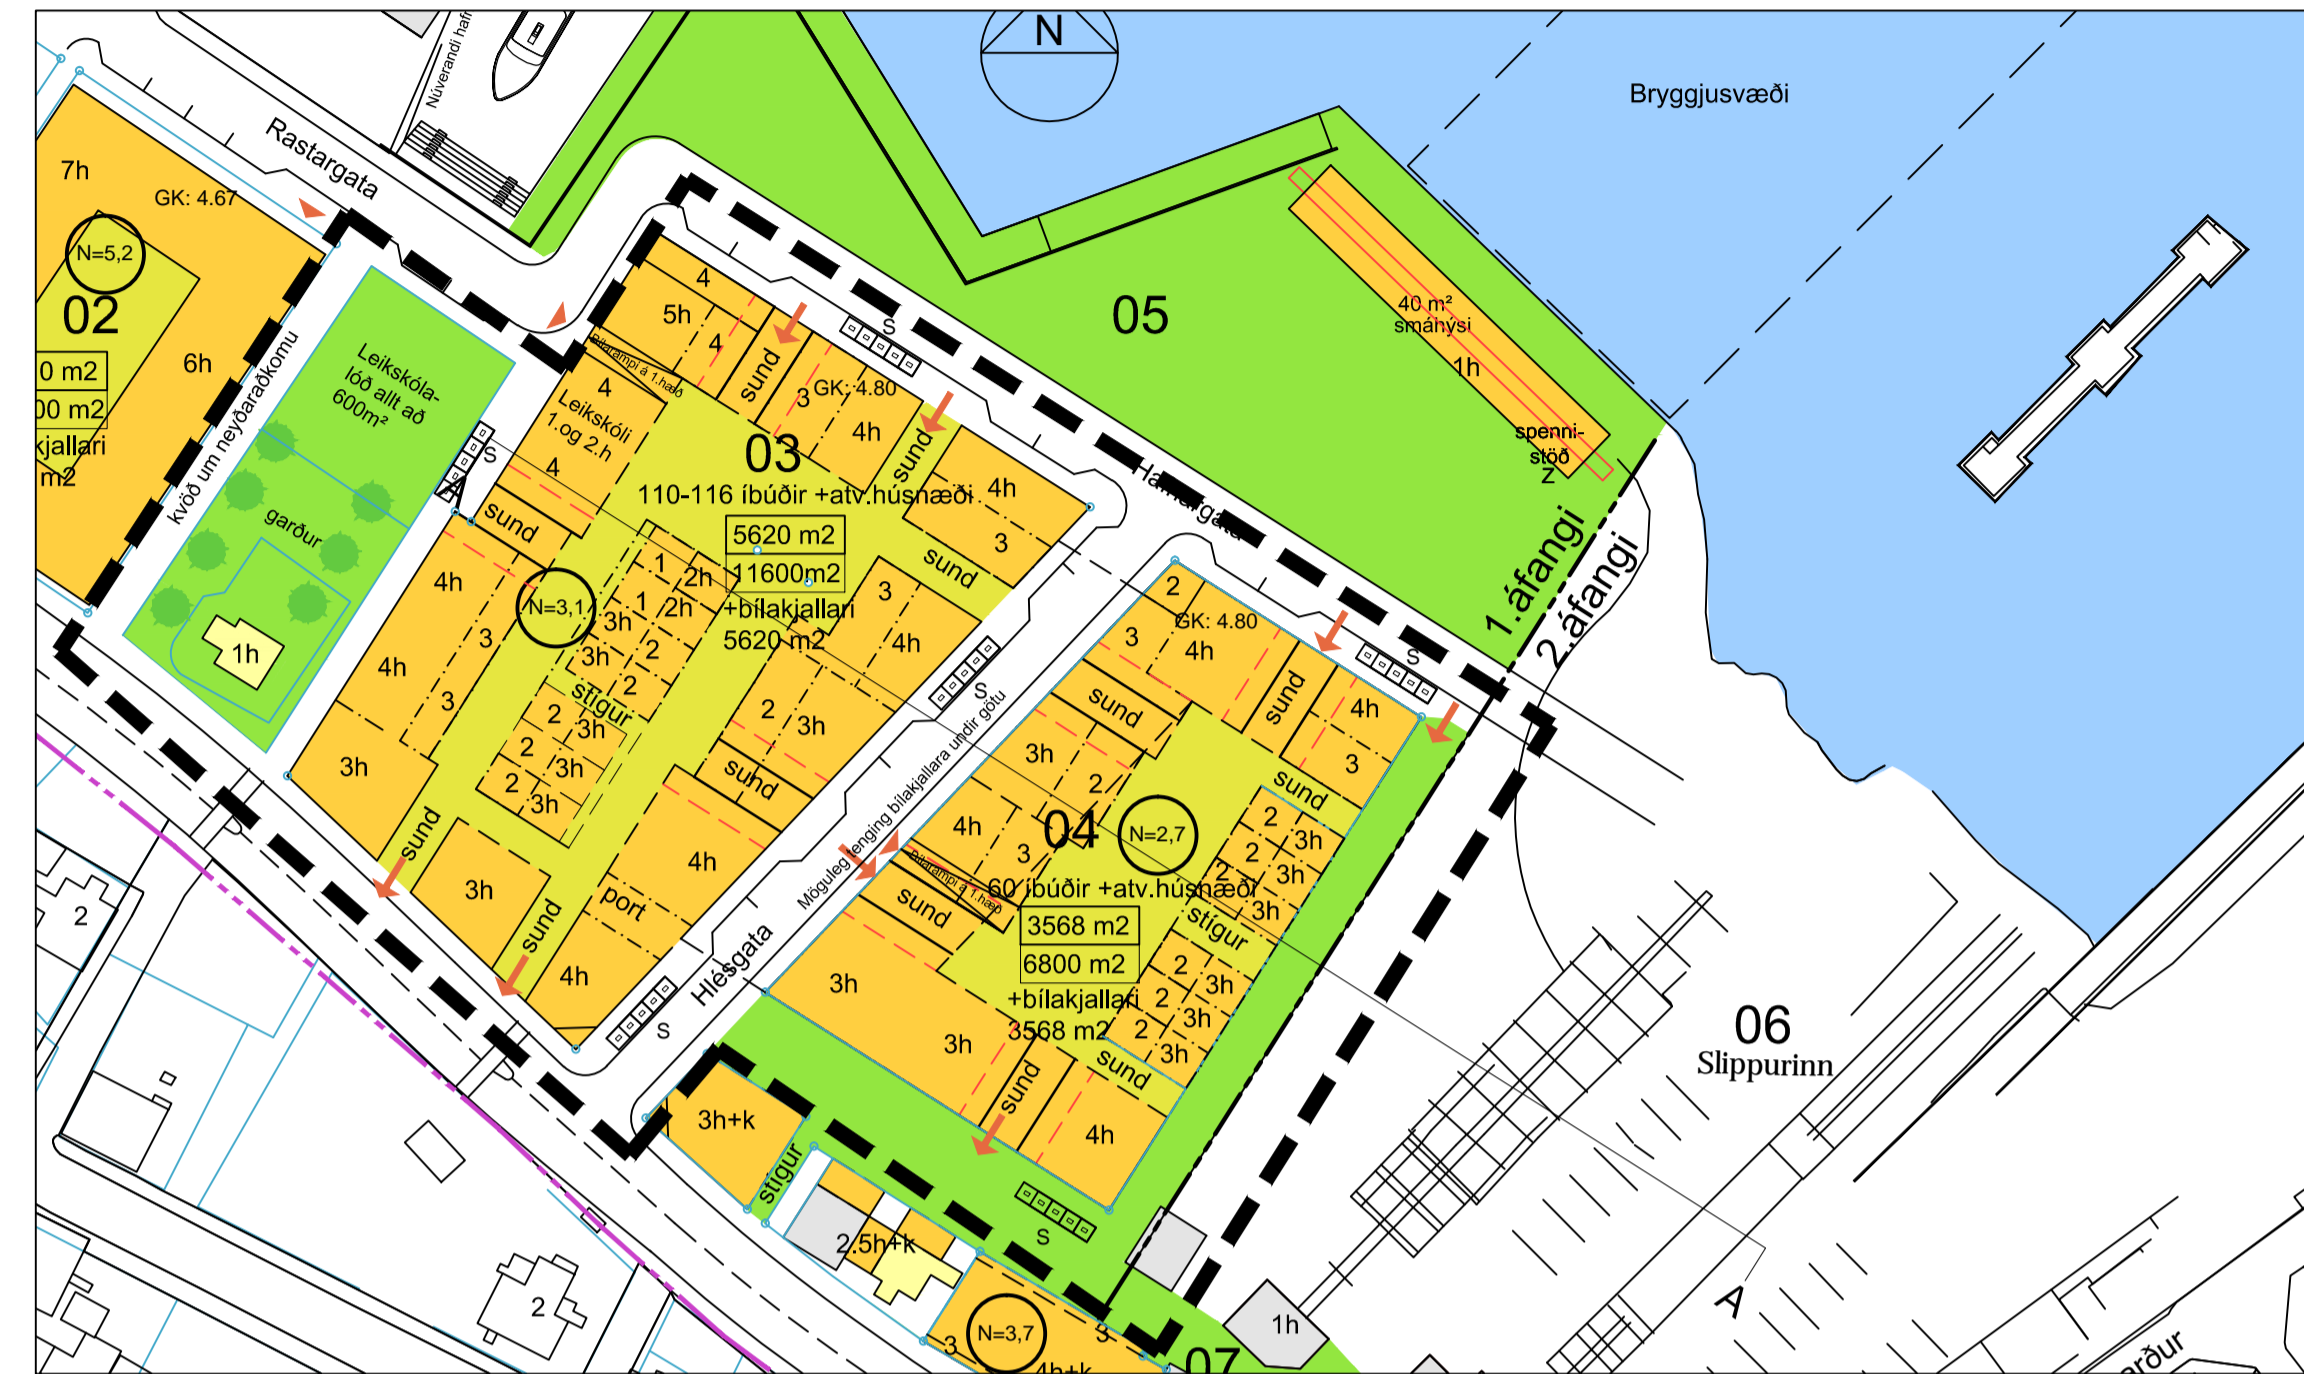 N
Bryggjusvæði
Rastargata
7h
GK: 4.67
N=5,2
02
0 m2
00 m2
kjallari
m2
6h
kvöð um neyðaraðkomu
Leikskóla-
lóð allt að
600m²
garður
1h
S
A
4
5h
4
Bílarampi á 1.hæð
sund
3
GK: 4.80
4h
S
sund
4
Leikskóli
1.og 2.h
4
sund
03
110-116 íbúðir +atv.húsnæði
5620 m2
11600m2
+bílakjallari
5620 m2
4h
3
sund
Hafnargata
05
40 m²
smáhýsi
1h
spenni-
stöð
Z
1.áfangi
2.áfangi
N=3,1
4h
3
4h
3
3h
1
2h
1
2h
3h
2
3h
2
stígur
2
3h
2
3h
2
3h
3
4h
2
3h
sund
4h
port
4h
sund
3h
sund
S
S
Hlésgata
Möguleg tenging bílakjallara undir götu
2
3
GK: 4.80
4h
sund
sund
4h
3
S
sund
3h
2
4h
3
04
N=2,7
60 íbúðir +atv.húsnæði
3568 m2
6800 m2
+bílakjallari
3568 m2
Bílarampi á 1.hæð
sund
2
3h
2
3h
2
3h
stígur
2
3h
2
3h
2
3h
sund
3h
3h
sund
4h
S
3h+k
stígur
2.5h+k
3
N=3,7
3
4h+k
07
06
Slippurinn
1h
A
2
2
arður